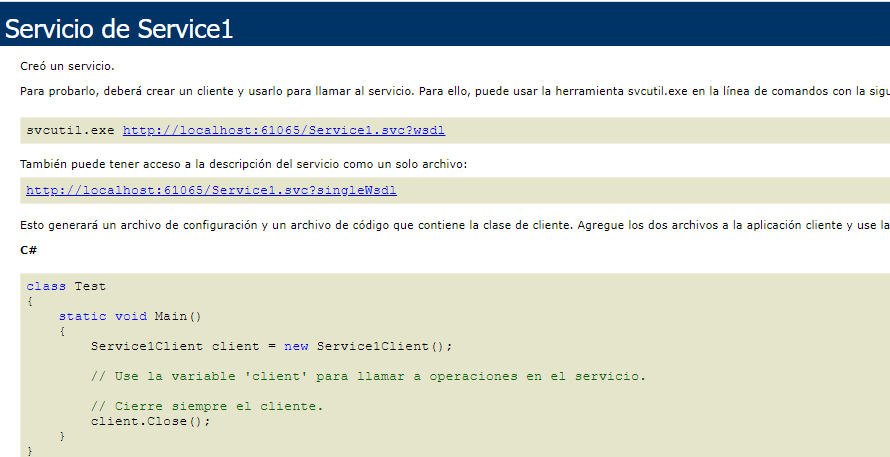 Servicio de Service1
Creó un servicio.
Para probarlo, deberá crear un cliente y usarlo para llamar al servicio. Para ello, puede usar la herramienta svcutil.exe en la línea de comandos con la sigu
svcutil.exe http://localhost:61065/Service1.svc?wsdl
También puede tener acceso a la descripción del servicio como un solo archivo:
http://localhost:61065/Service1.svc?singleWsdl
Esto generará un archivo de configuración y un archivo de código que contiene la clase de cliente. Agregue los dos archivos a la aplicación cliente y use la
C#
class Test
{
    static void Main()
    {
        Service1Client client = new Service1Client();
        // Use la variable 'client' para llamar a operaciones en el servicio.
        // Cierre siempre el cliente.
        client.Close();
    }
}